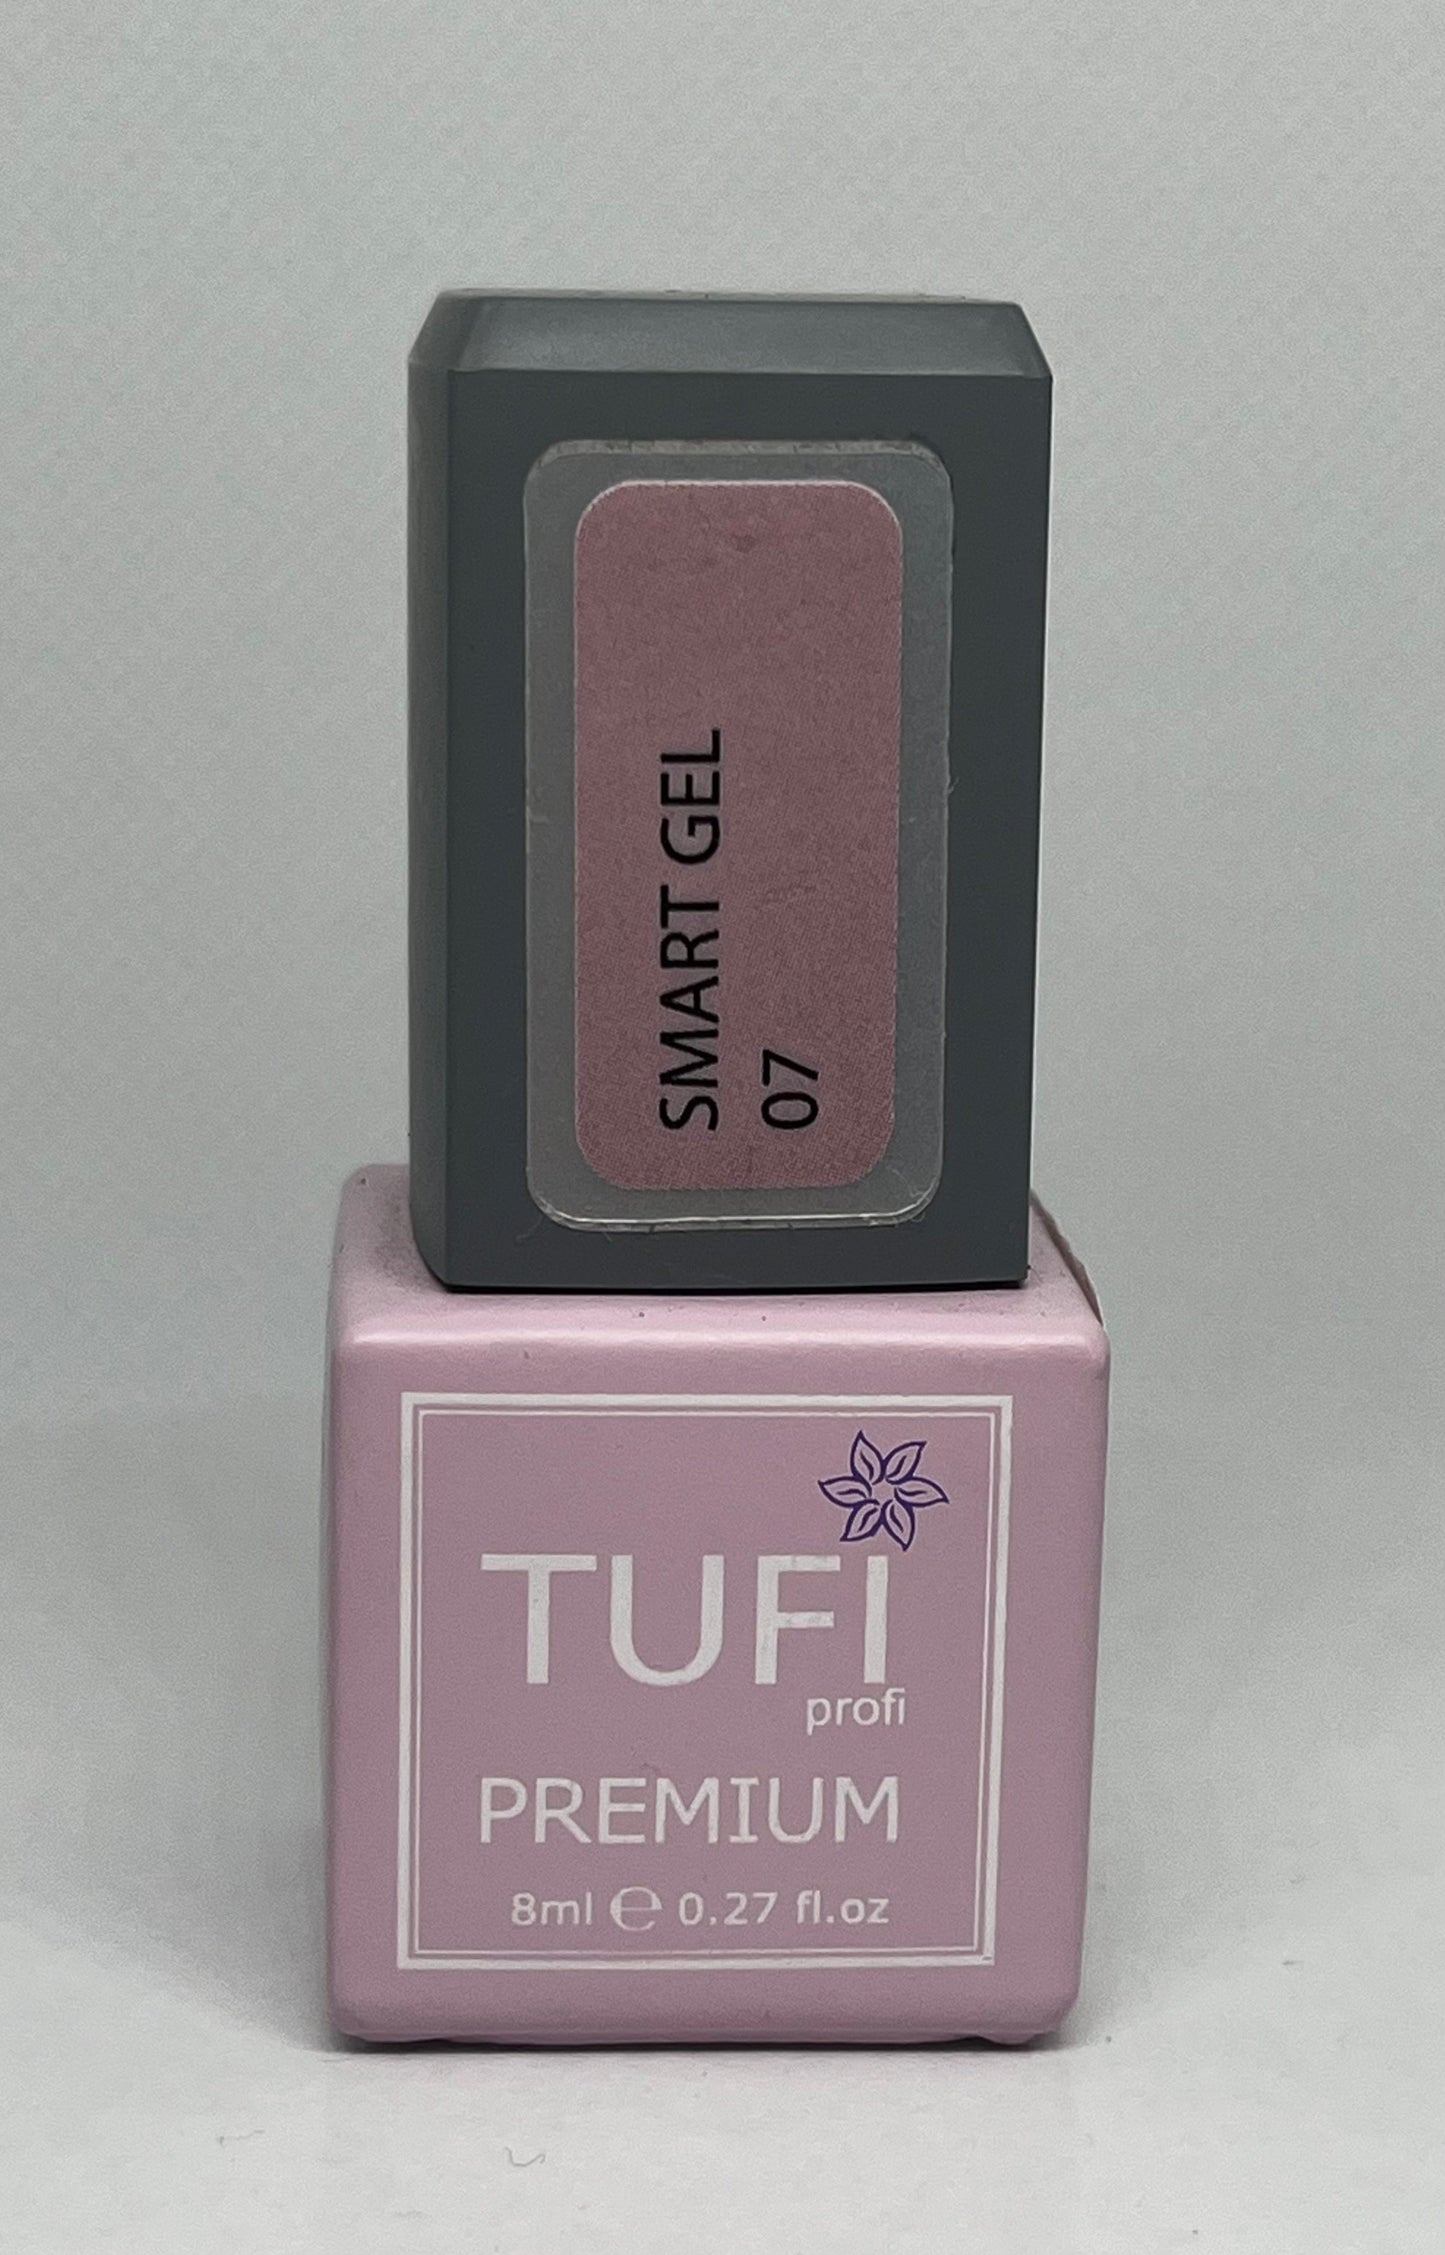 SMART GEL
07
TUFI
profi
PREMIUM
8ml ℮ 0.27 fl.oz